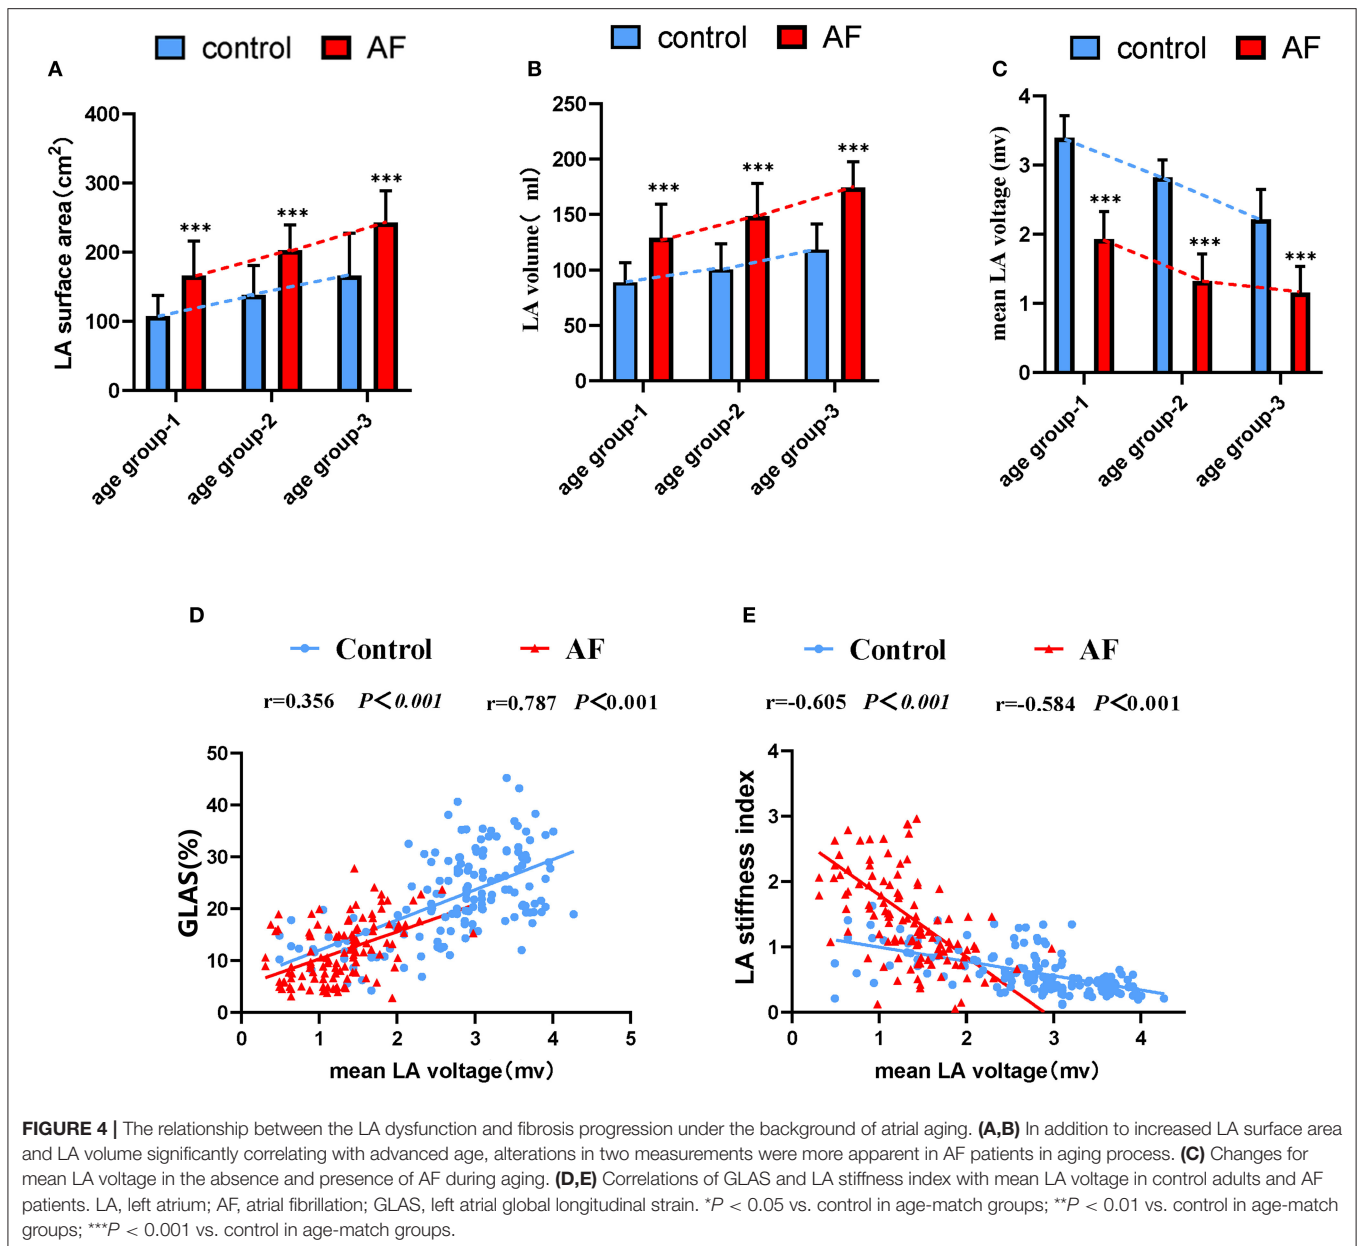 control AF
A
LA surface area(cm²)
400
300
200
100
0
***
***
***
age group-1
age group-2
age group-3
control AF
B
LA volume( ml)
250
200
150
100
50
0
***
***
***
age group-1
age group-2
age group-3
control AF
C
mean LA voltage (mv)
4
3
2
1
0
***
***
***
age group-1
age group-2
age group-3
D
Control AF
r=0.356 P<0.001 r=0.787 P<0.001
GLAS(%)
50
40
30
20
10
0
0 1 2 3 4 5
mean LA voltage(mv)
E
Control AF
r=-0.605 P<0.001 r=-0.584 P<0.001
LA stiffness index
4
3
2
1
0
0 1 2 3 4
mean LA voltage(mv)
FIGURE 4 | The relationship between the LA dysfunction and fibrosis progression under the background of atrial aging. (A,B) In addition to increased LA surface area
and LA volume significantly correlating with advanced age, alterations in two measurements were more apparent in AF patients in aging process. (C) Changes for
mean LA voltage in the absence and presence of AF during aging. (D,E) Correlations of GLAS and LA stiffness index with mean LA voltage in control adults and AF
patients. LA, left atrium; AF, atrial fibrillation; GLAS, left atrial global longitudinal strain. *P < 0.05 vs. control in age-match groups; **P < 0.01 vs. control in age-match
groups; ***P < 0.001 vs. control in age-match groups.